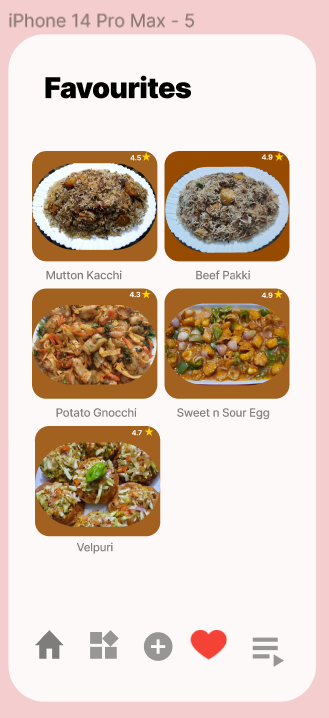 iPhone 14 Pro Max - 5
Favourites
4.5
4.9
Mutton Kacchi
Beef Pakki
4.3
4.9
Potato Gnocchi
Sweet n Sour Egg
4.7
Velpuri